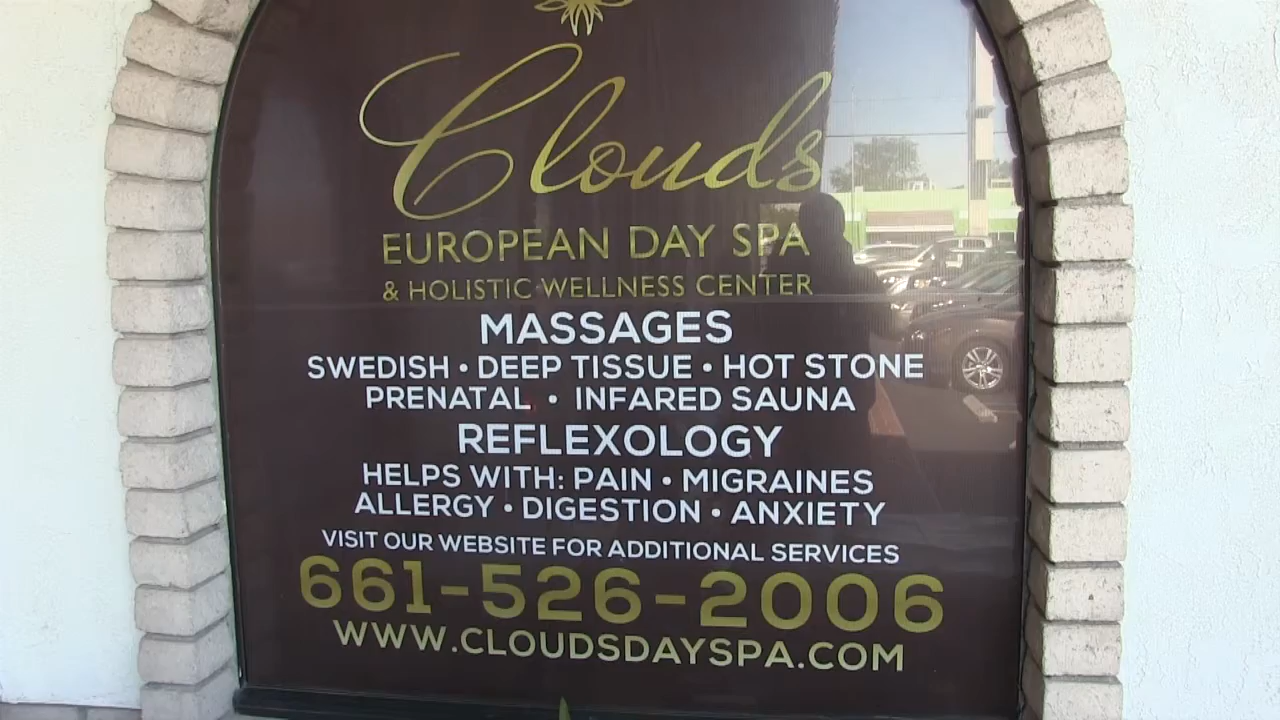 Clouds
EUROPEAN DAY SPA
& HOLISTIC WELLNESS CENTER
MASSAGES
SWEDISH • DEEP TISSUE • HOT STONE
PRENATAL • INFARED SAUNA
REFLEXOLOGY
HELPS WITH: PAIN • MIGRAINES
ALLERGY • DIGESTION • ANXIETY
VISIT OUR WEBSITE FOR ADDITIONAL SERVICES
661-526-2006
WWW.CLOUDSDAYSPA.COM